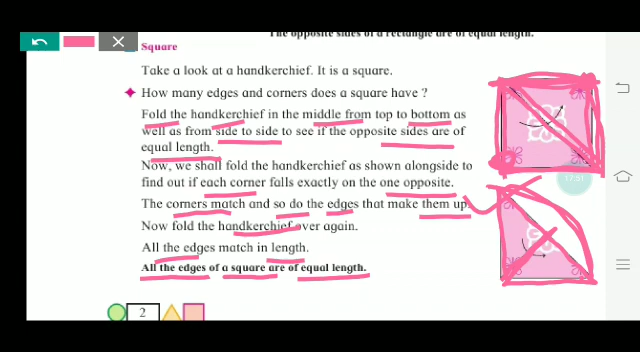 The opposite sides of a rectangle are of equal length.
Square
Take a look at a handkerchief. It is a square.
How many edges and corners does a square have ?
Fold the handkerchief in the middle from top to bottom as
well as from side to side to see if the opposite sides are of
equal length.
Now, we shall fold the handkerchief as shown alongside to
find out if each corner falls exactly on the one opposite.
The corners match and so do the edges that make them up.
Now fold the handkerchief over again.
All the edges match in length.
All the edges of a square are of equal length.
2
17:51